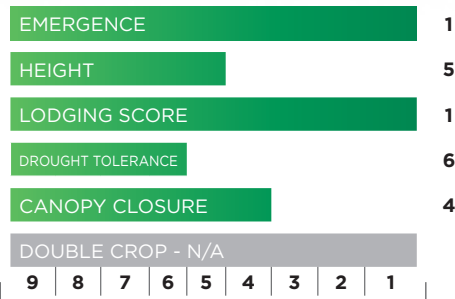 EMERGENCE 1
HEIGHT 5
LODGING SCORE 1
DROUGHT TOLERANCE 6
CANOPY CLOSURE 4
DOUBLE CROP - N/A
9 8 7 6 5 4 3 2 1